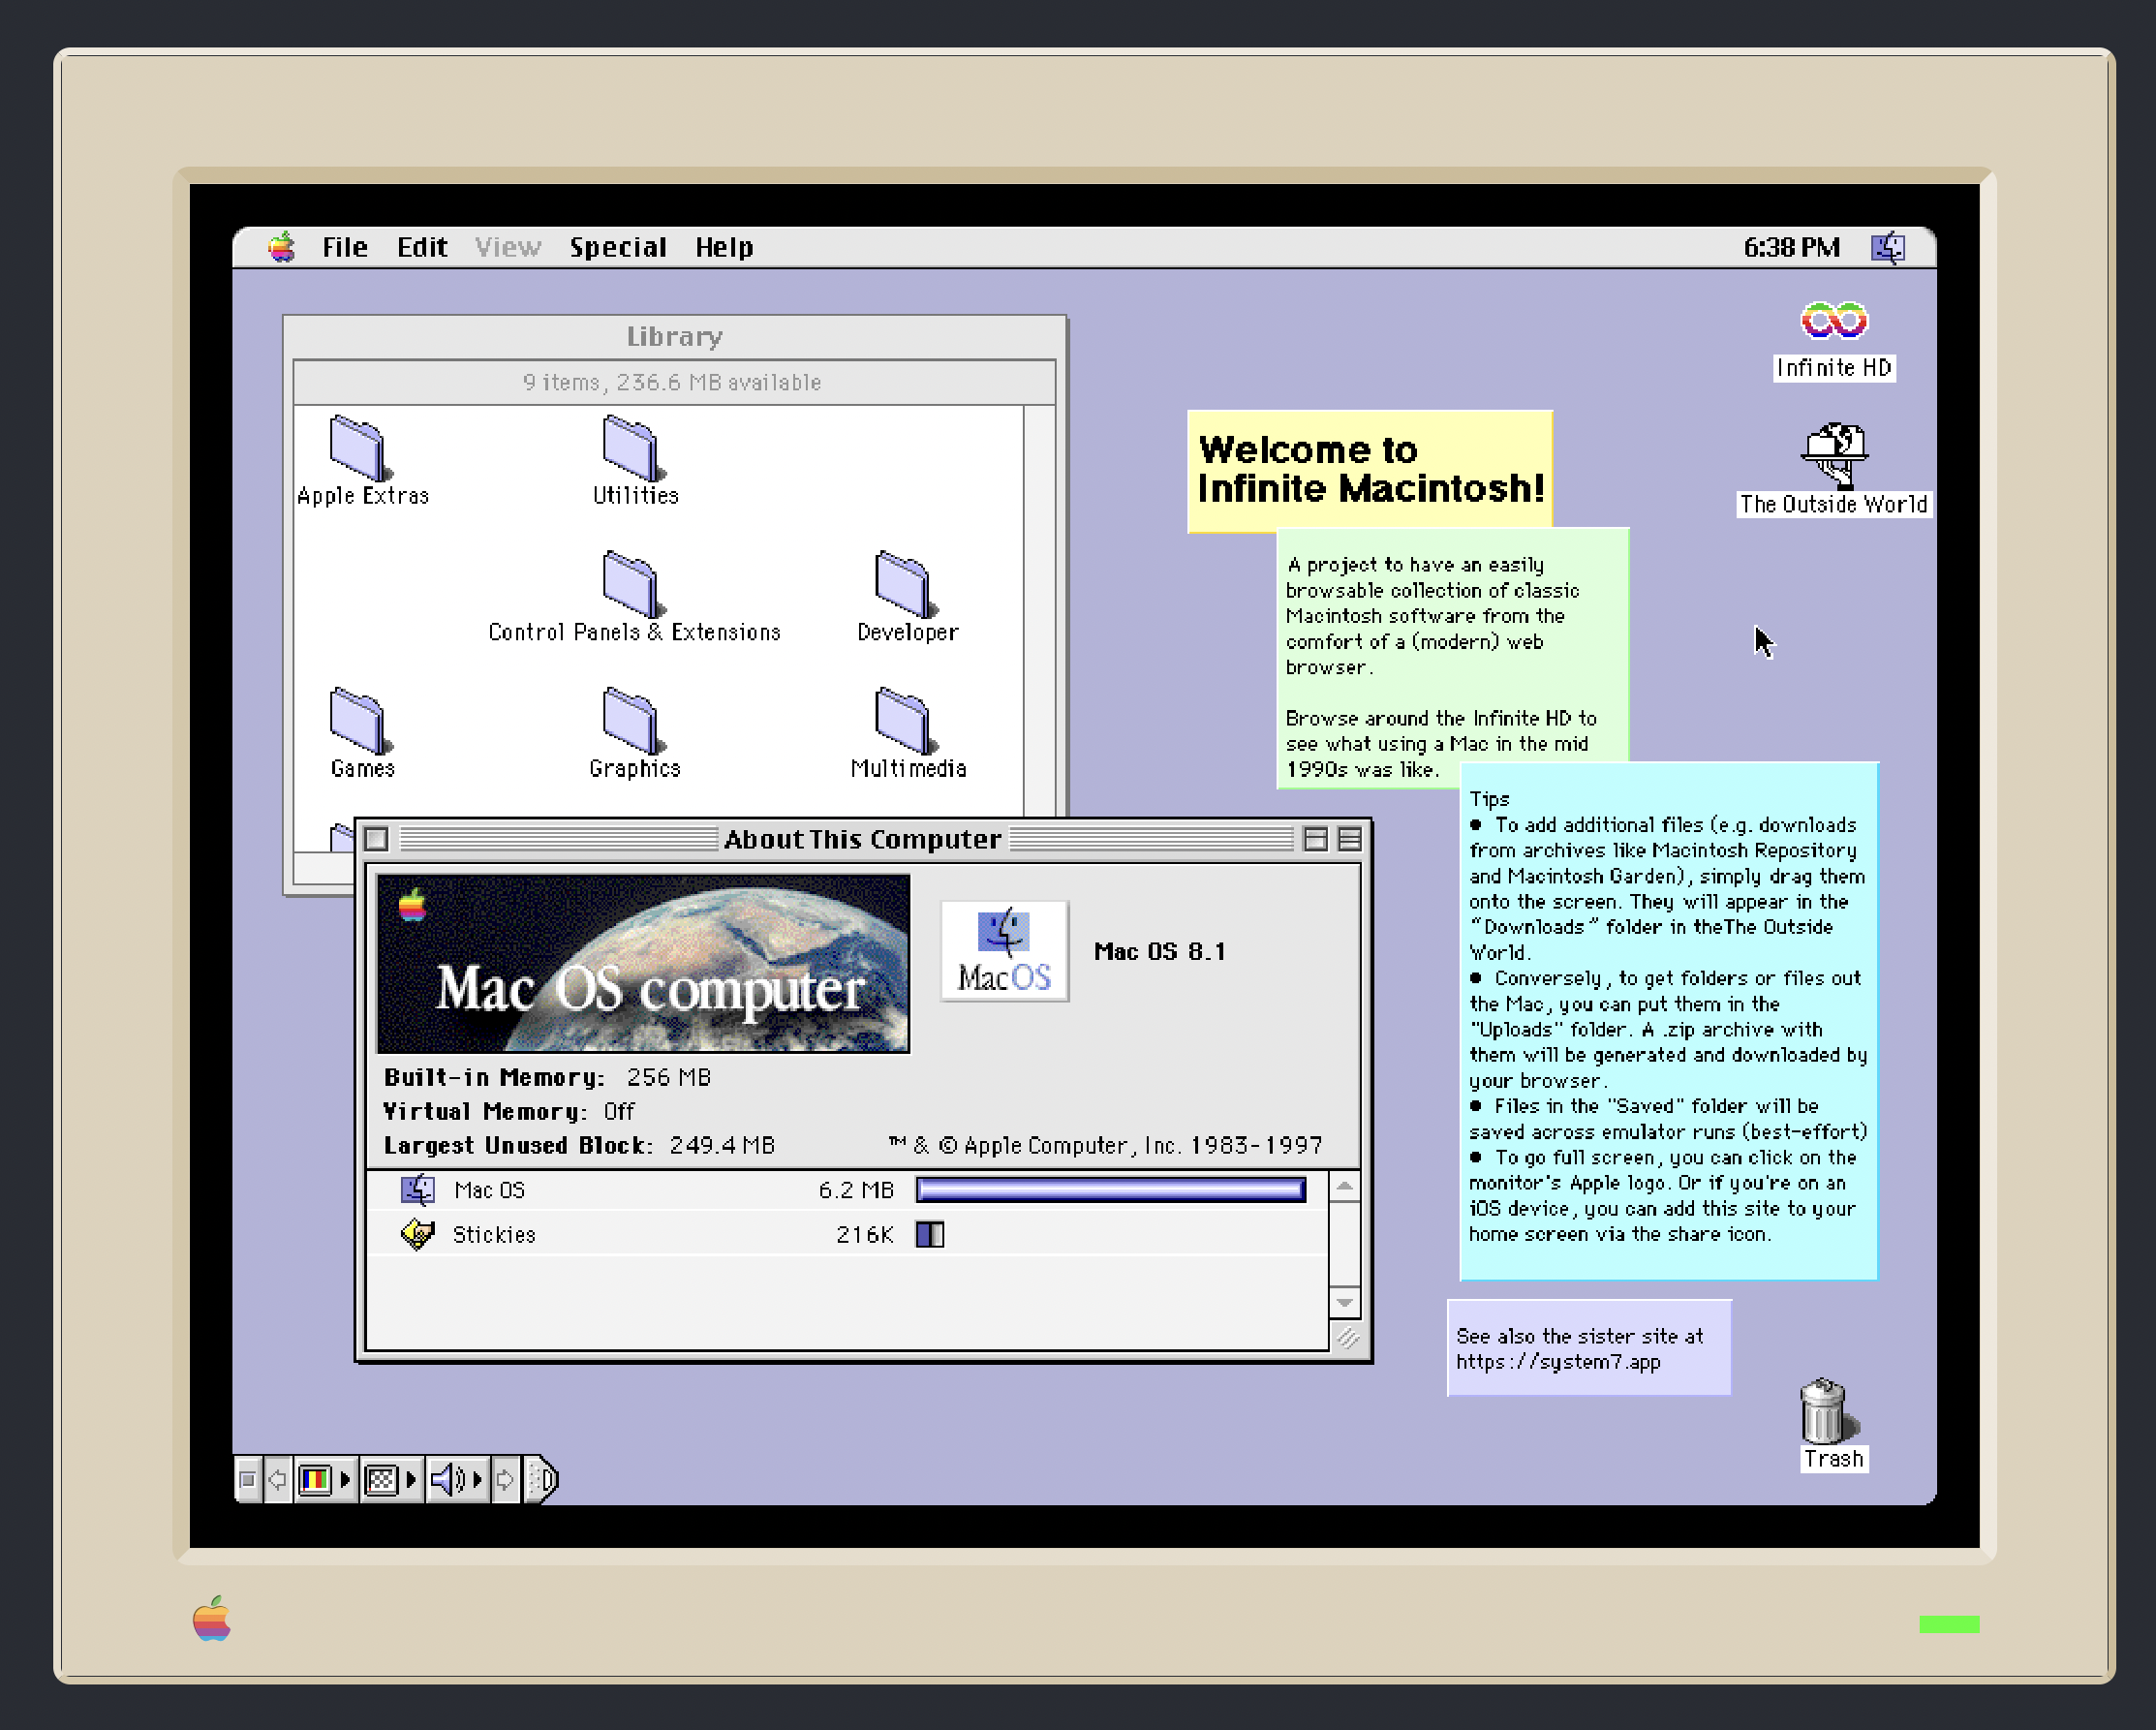 File Edit View Special Help 6:38 PM
Library
9 items, 236.6 MB available
Apple Extras
Utilities
Control Panels & Extensions
Developer
Games
Graphics
Multimedia
Infinite HD
The Outside World
Welcome to
Infinite Macintosh!
A project to have an easily
browsable collection of classic
Macintosh software from the
comfort of a (modern) web
browser.
Browse around the Infinite HD to
see what using a Mac in the mid
1990s was like.
Tips
● To add additional files (e.g. downloads
from archives like Macintosh Repository
and Macintosh Garden), simply drag them
onto the screen. They will appear in the
“Downloads” folder in theThe Outside
World.
● Conversely, to get folders or files out
the Mac, you can put them in the
"Uploads" folder. A .zip archive with
them will be generated and downloaded by
your browser.
● Files in the "Saved" folder will be
saved across emulator runs (best-effort)
● To go full screen, you can click on the
monitor's Apple logo. Or if you're on an
iOS device, you can add this site to your
home screen via the share icon.
About This Computer
Mac OS computer
MacOS
Mac OS 8.1
Built-in Memory: 256 MB
Virtual Memory: Off
Largest Unused Block: 249.4 MB ™ & © Apple Computer, Inc. 1983-1997
Mac OS 6.2 MB
Stickies 216K
See also the sister site at
https://system7.app
Trash